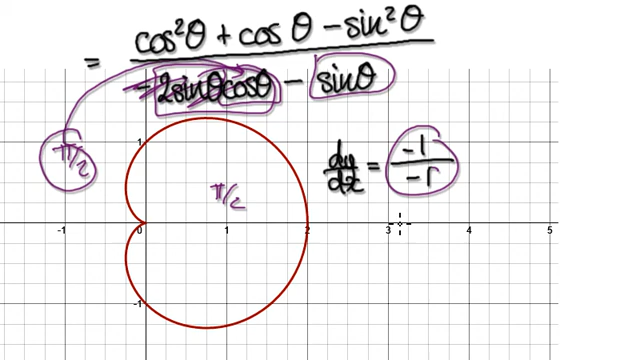 = cos²θ + cos θ - sin²θ
- 2sinθcosθ - sinθ
π/2
dy/dx = -1/-1
π/2
1
-1 0 1 2 3 4 5
-1